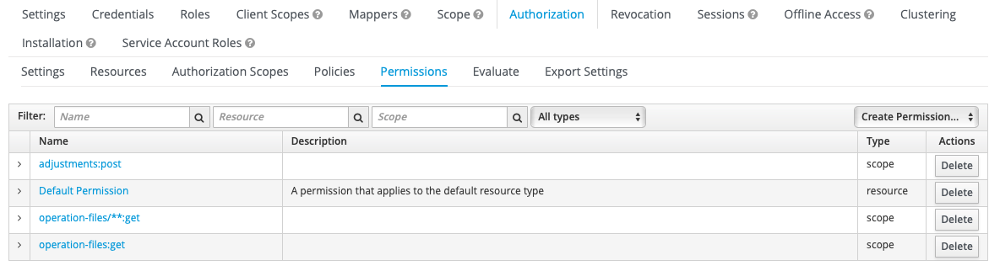 Settings Credentials Roles Client Scopes ? Mappers ? Scope ? Authorization Revocation Sessions ? Offline Access ? Clustering
Installation ? Service Account Roles ?
Settings Resources Authorization Scopes Policies Permissions Evaluate Export Settings
Filter: Name Resource Scope All types Create Permission...
Name Description Type Actions
adjustments:post scope Delete
Default Permission A permission that applies to the default resource type resource Delete
operation-files/**:get scope Delete
operation-files:get scope Delete